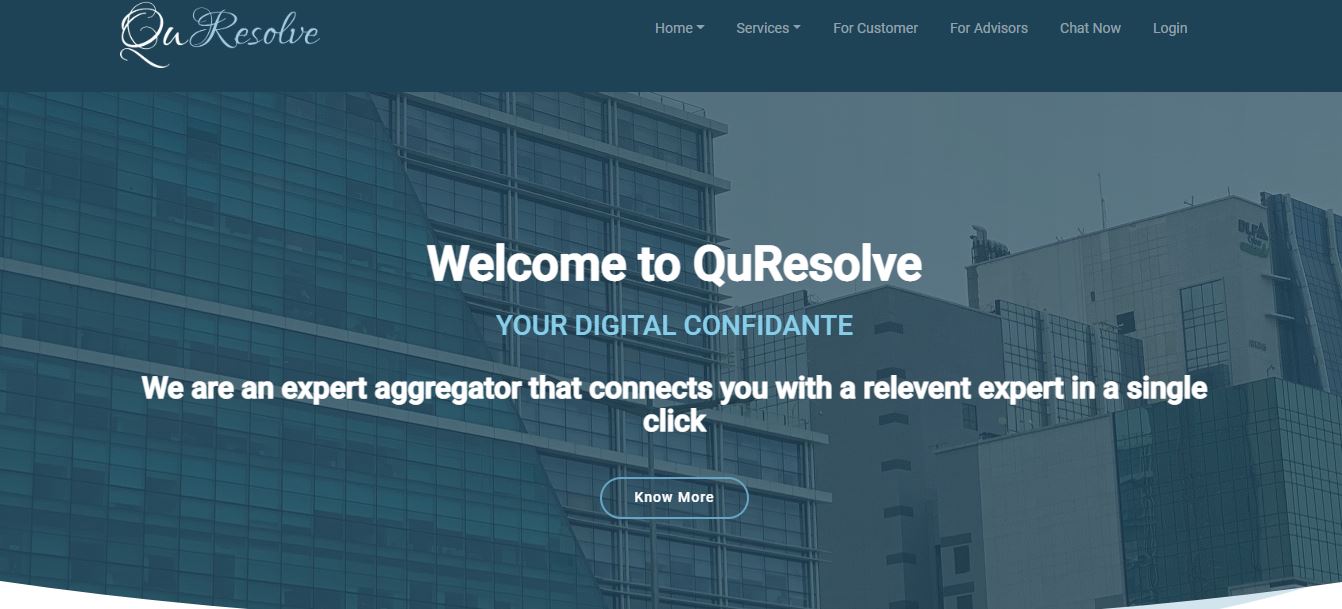 QuResolve
Home Services For Customer For Advisors Chat Now Login
Welcome to QuResolve
YOUR DIGITAL CONFIDANTE
We are an expert aggregator that connects you with a relevent expert in a single
click
Know More